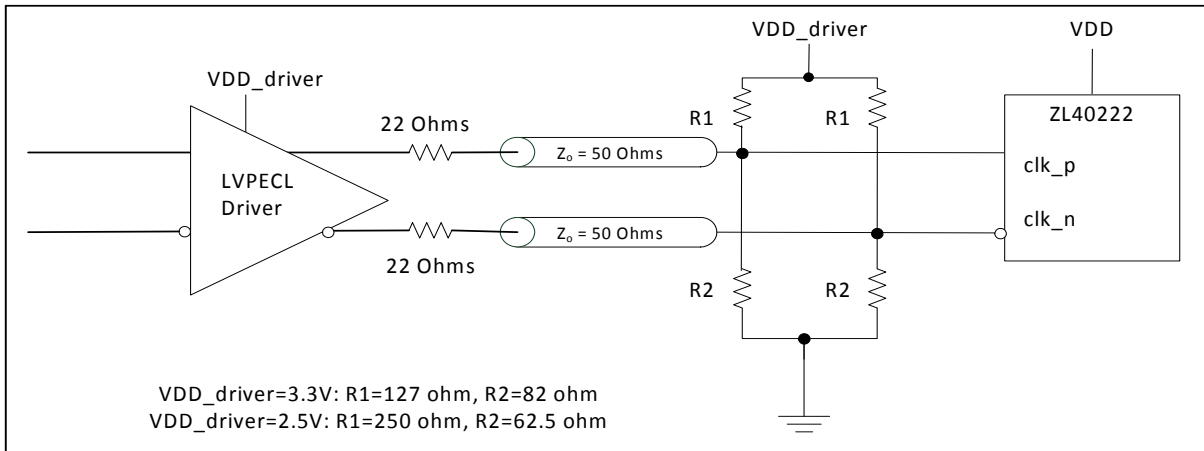 VDD_driver
VDD
VDD_driver
ZL40222
22 Ohms
R1
R1
Zo = 50 Ohms
clk_p
LVPECL
Driver
clk_n
Zo = 50 Ohms
22 Ohms
R2
R2
VDD_driver=3.3V: R1=127 ohm, R2=82 ohm
VDD_driver=2.5V: R1=250 ohm, R2=62.5 ohm